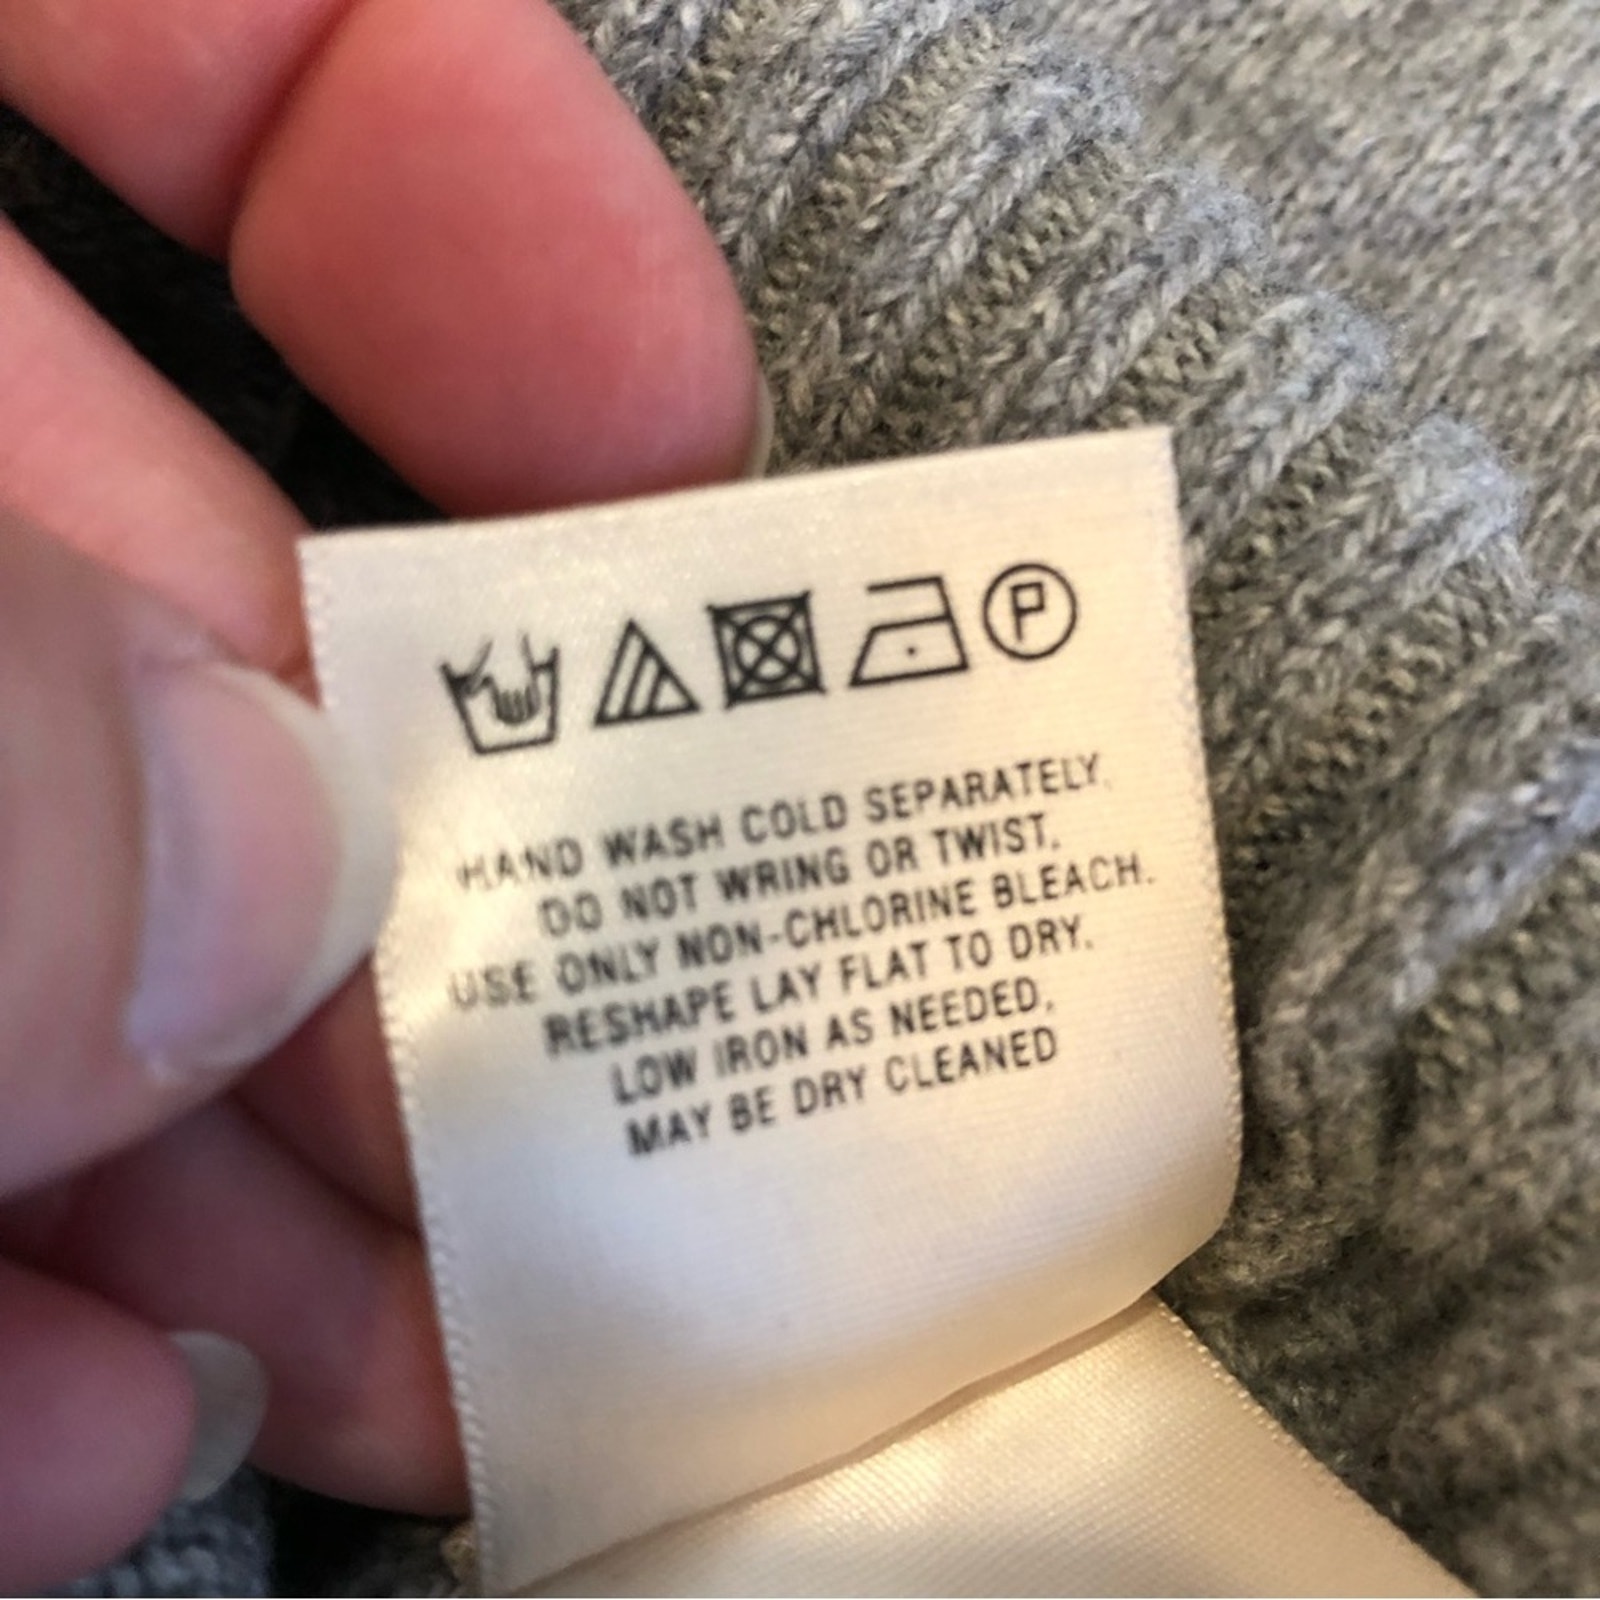 P
HAND WASH COLD SEPARATELY.
DO NOT WRING OR TWIST.
USE ONLY NON-CHLORINE BLEACH.
RESHAPE LAY FLAT TO DRY.
LOW IRON AS NEEDED,
MAY BE DRY CLEANED